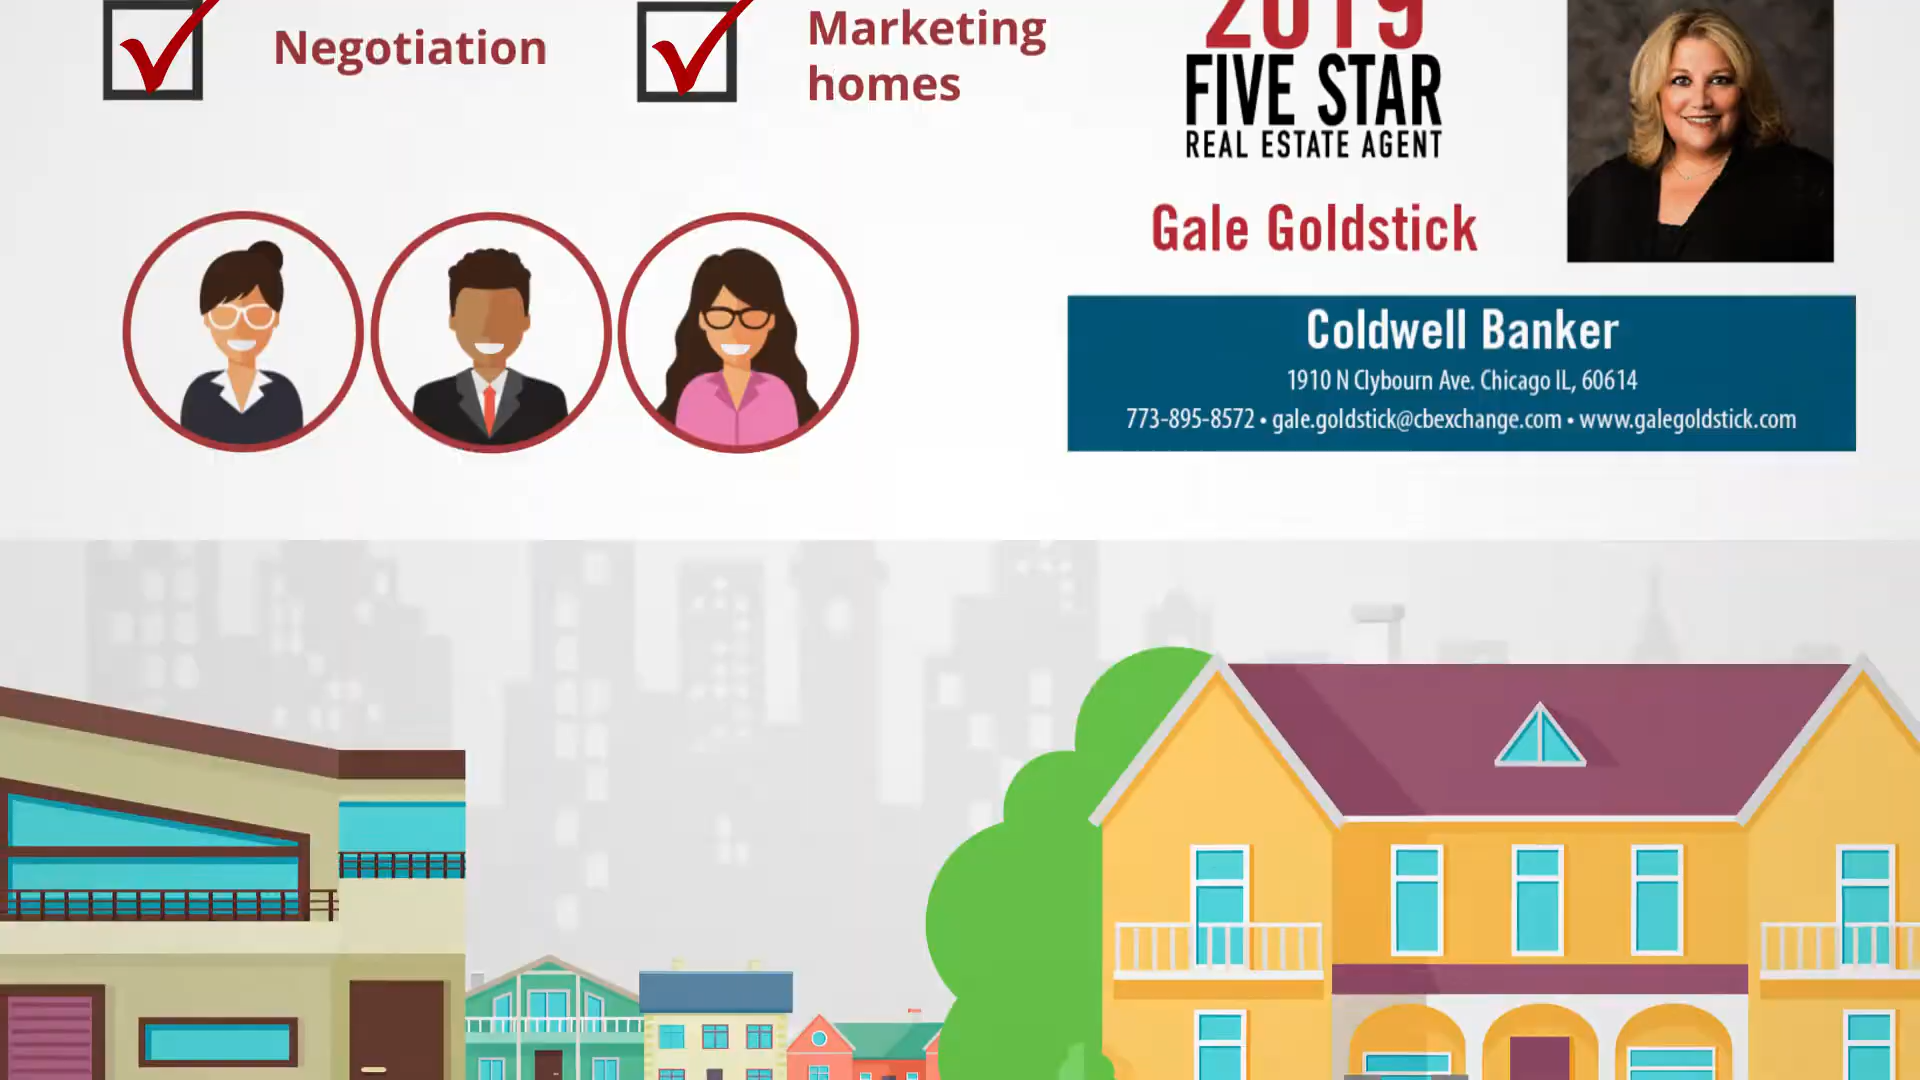 Negotiation
Marketing
homes
2019
FIVE STAR
REAL ESTATE AGENT
Gale Goldstick
Coldwell Banker
1910 N Clybourn Ave. Chicago IL, 60614
773-895-8572 • gale.goldstick@cbexchange.com • www.galegoldstick.com